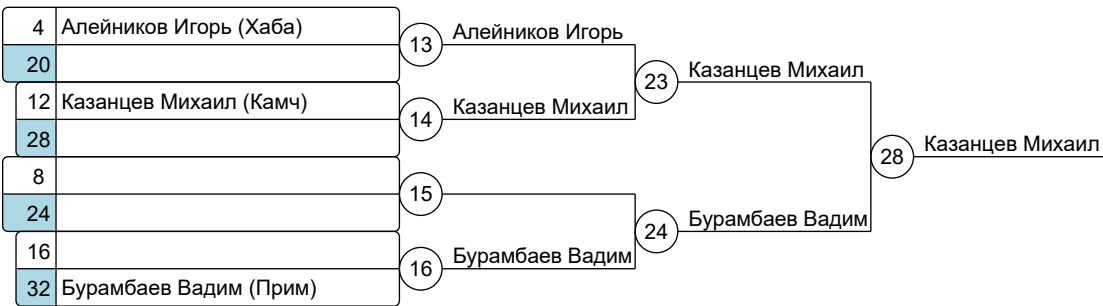 4 Алейников Игорь (Хаба)
20
12 Казанцев Михаил (Камч)
28
8
24
16
32 Бурамбаев Вадим (Прим)
13 Алейников Игорь
14 Казанцев Михаил
15
16 Бурамбаев Вадим
23 Казанцев Михаил
24 Бурамбаев Вадим
28 Казанцев Михаил